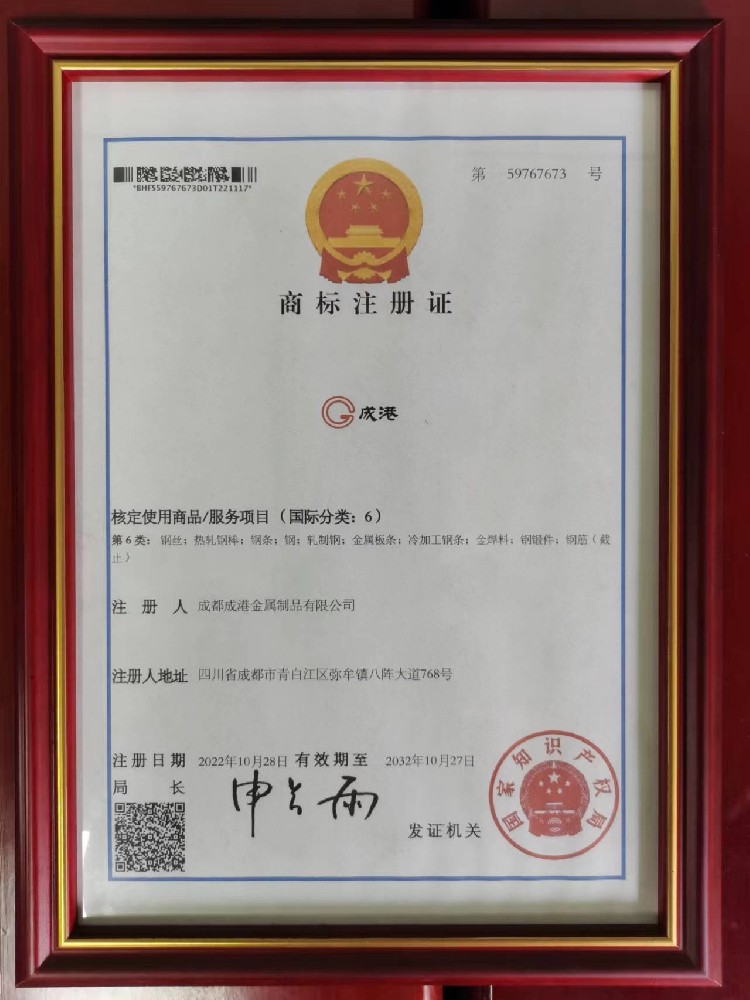 *BHFS59767673D01T221117*
第 59767673 号
商标注册证
成港
核定使用商品/服务项目（国际分类：6）
第6类：钢丝；热轧钢棒；钢条；钢；轧制钢；金属板条；冷加工钢条；金焊料；钢锻件；钢筋（截
止）
注册人 成都成港金属制品有限公司
注册人地址 四川省成都市青白江区弥牟镇八阵大道768号
注册日期 2022年10月28日 有效期至 2032年10月27日
局长 申长雨
发证机关
国家知识产权局